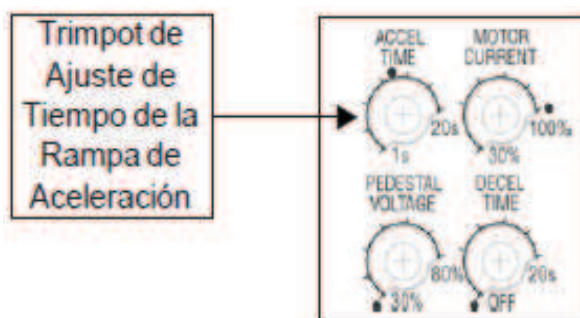 Trimpot de
Ajuste de
Tiempo de la
Rampa de
Aceleración
ACCEL
TIME
MOTOR
CURRENT
20s
100%
1s
30%
PEDESTAL
VOLTAGE
DECEL
TIME
80%
20s
30%
OFF